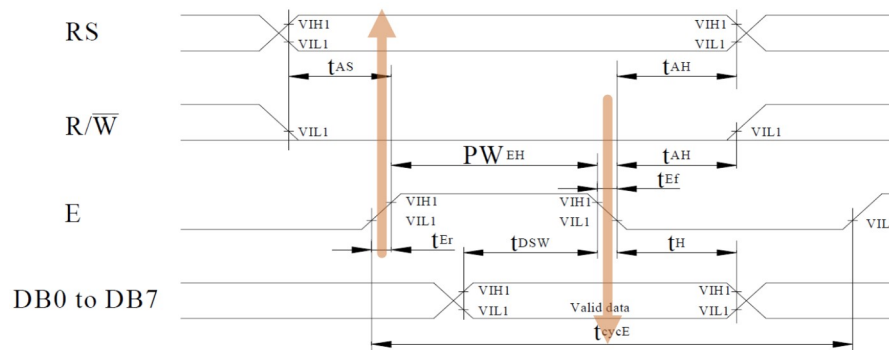 RS VIH1 VIH1
VIL1 VIL1
tAS tAH
R/W VIL1 VIL1
PWEH tAH
tEf
E VIH1 VIH1
VIL1 VIL1 VIL
tEr tDSW tH
DB0 to DB7 VIH1 VIH1
VIL1 Valid data VIL1
tcycE